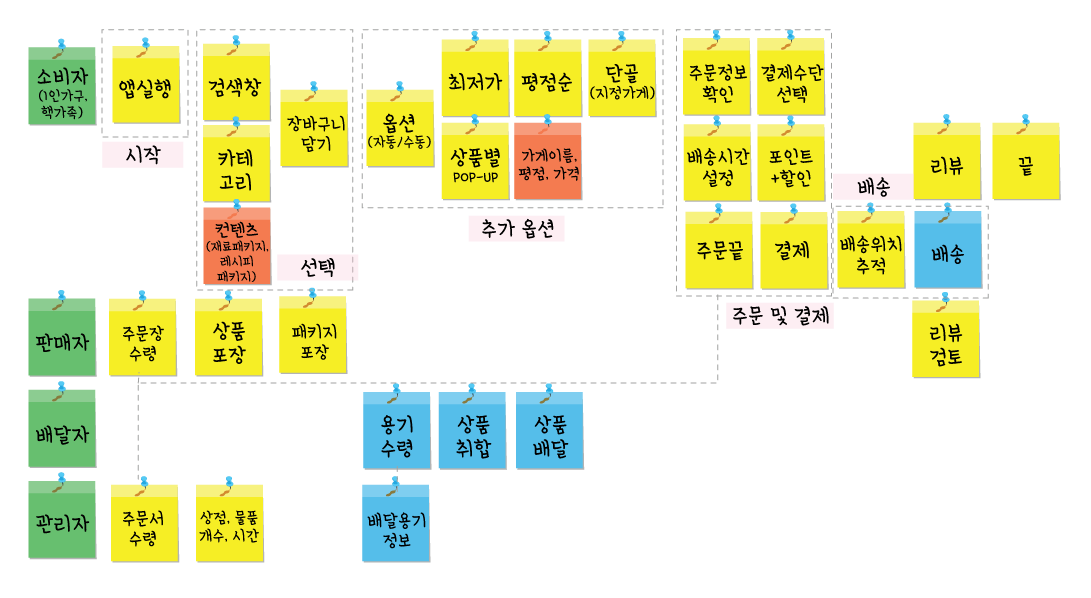 소비자
(1인가구,
핵가족)
앱실행
시작
검색창
카테
고리
컨텐츠
(재료패키지,
레시피
패키지)
장바구니
담기
선택
옵션
(자동/수동)
최저가
평점순
단골
(지정가게)
상품별
POP-UP
가게이름,
평점, 가격
추가 옵션
주문정보
확인
결제수단
선택
배송시간
설정
포인트
+할인
주문끝
결제
주문 및 결제
배송
배송위치
추적
배송
리뷰
끝
리뷰
검토
판매자
주문장
수령
상품
포장
패키지
포장
배달자
용기
수령
상품
취합
상품
배달
관리자
주문서
수령
상점, 물품
개수, 시간
배달용기
정보